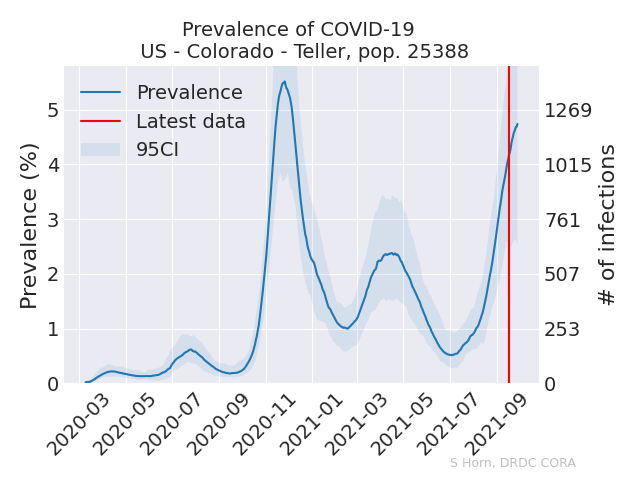 Prevalence of COVID-19
US - Colorado - Teller, pop. 25388
Prevalence
Latest data
95CI
Prevalence (%)
5
4
3
2
1
0
1269
1015
761
507
253
0
# of infections
2020-03
2020-05
2020-07
2020-09
2020-11
2021-01
2021-03
2021-05
2021-07
2021-09
S Horn, DRDC CORA